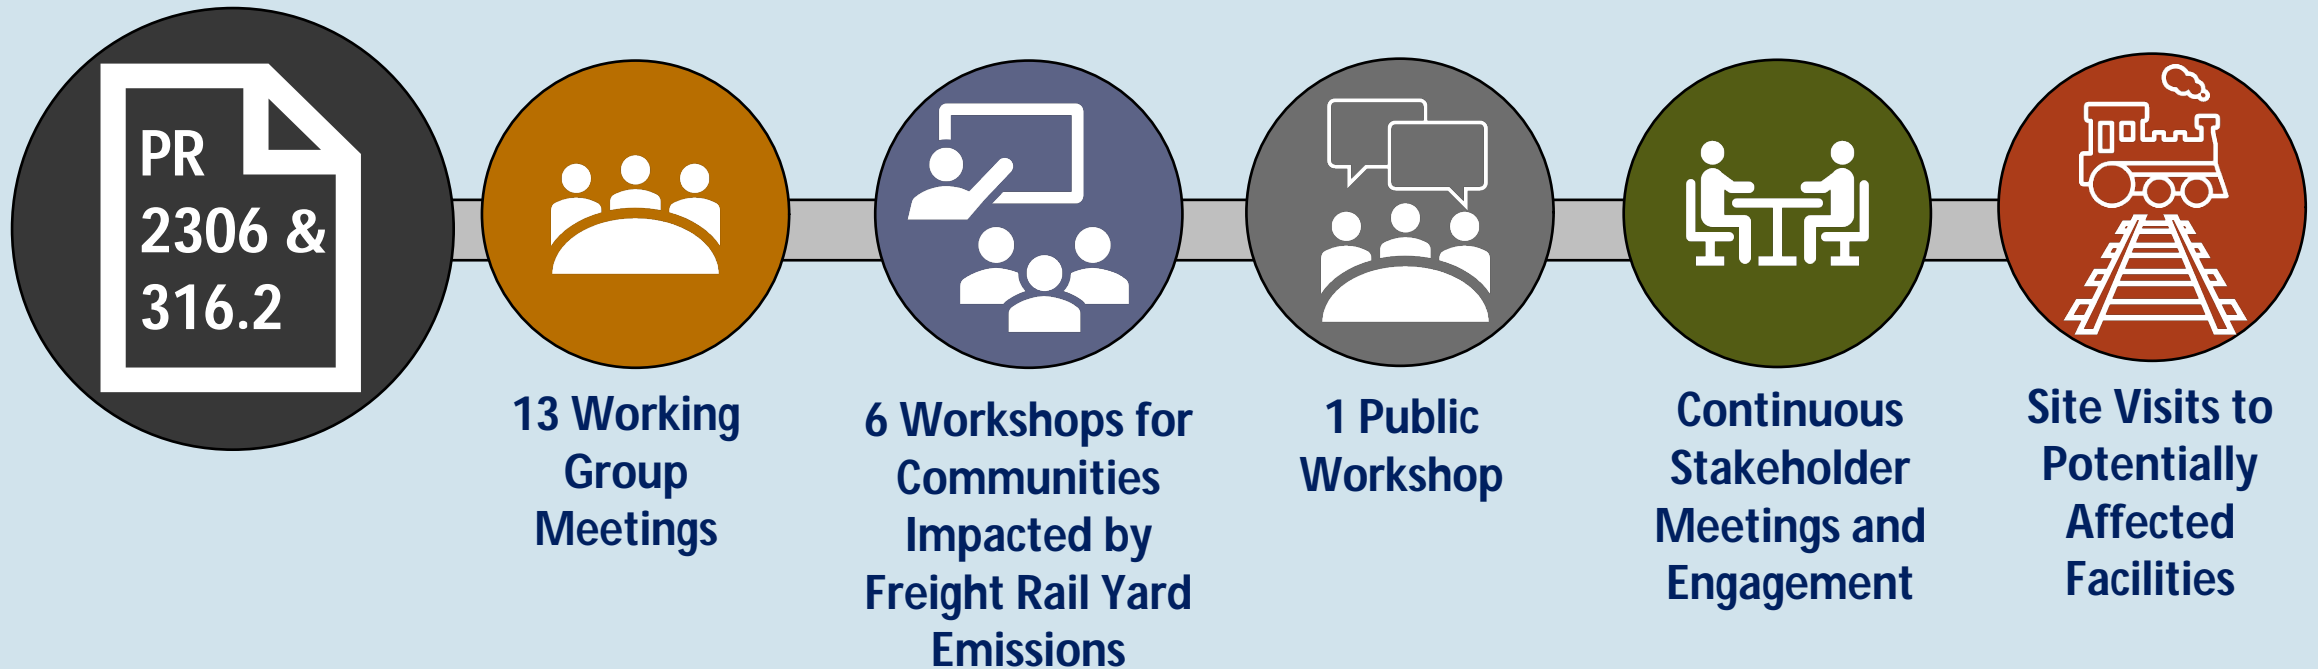 PR
2306 &
316.2
13 Working
Group
Meetings
6 Workshops for
Communities
Impacted by
Freight Rail Yard
Emissions
1 Public
Workshop
Continuous
Stakeholder
Meetings and
Engagement
Site Visits to
Potentially
Affected
Facilities